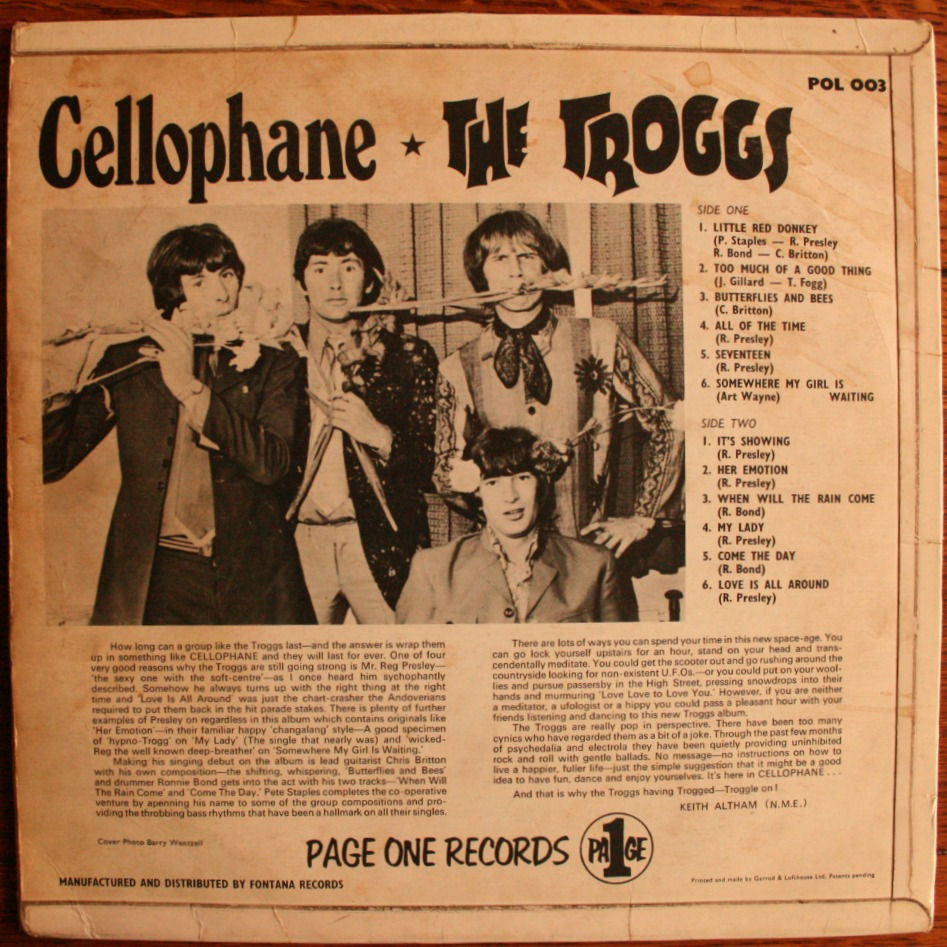 POL 003
Cellophane ★ THE TROGGS
SIDE ONE
1. LITTLE RED DONKEY
(P. Staples — R. Presley
R. Bond — C. Britton)
2. TOO MUCH OF A GOOD THING
(J. Gillard — T. Fogg)
3. BUTTERFLIES AND BEES
(C. Britton)
4. ALL OF THE TIME
(R. Presley)
5. SEVENTEEN
(R. Presley)
6. SOMEWHERE MY GIRL IS
(Art Wayne) WAITING
SIDE TWO
1. IT'S SHOWING
(R. Presley)
2. HER EMOTION
(R. Presley)
3. WHEN WILL THE RAIN COME
(R. Bond)
4. MY LADY
(R. Presley)
5. COME THE DAY
(R. Bond)
6. LOVE IS ALL AROUND
(R. Presley)
How long can a group like the Troggs last—and the answer is wrap them
up in something like CELLOPHANE and they will last for ever. One of four
very good reasons why the Troggs are still going strong is Mr. Reg Presley—
'the sexy one with the soft-centre'—as I once heard him sychophantly
described. Somehow he always turns up with the right thing at the right
time and 'Love Is All Around' was just the chart-crasher the Andoverians
required to put them back in the hit parade stakes. There is plenty of further
examples of Presley on regardless in this album which contains originals like
'Her Emotion'—in their familiar happy 'changalang' style—A good specimen
of 'hypno-Trogg' on 'My Lady' (The single that nearly was) and 'wicked-
Reg the well known deep-breather' on 'Somewhere My Girl Is Waiting.'
Making his singing debut on the album is lead guitarist Chris Britton
with his own composition—the shifting, whispering, 'Butterflies and Bees'
and drummer Ronnie Bond gets into the act with his two tracks—'When Will
The Rain Come' and 'Come The Day.' Pete Staples completes the co-operative
venture by apenning his name to some of the group compositions and pro-
viding the throbbing bass rhythms that have been a hallmark on all their singles.
There are lots of ways you can spend your time in this new space-age. You
can go lock yourself upstairs for an hour, stand on your head and trans-
cendentally meditate. You could get the scooter out and go rushing around the
countryside looking for non-existent U.F.Os.—or you could put on your wool-
lies and pursue passersby in the High Street, pressing snowdrops into their
hands and murmuring 'Love Love to Love You.' However, if you are neither
a meditator, a ufologist or a hippy you could pass a pleasant hour with your
friends listening and dancing to this new Troggs album.
The Troggs are really pop in perspective. There have been too many
cynics who have regarded them as a bit of a joke. Through the past few months
of psychedalia and electrola they have been quietly providing uninhibited
rock and roll with gentle ballads. No message—no instructions on how to
live a happier, fuller life—just the simple suggestion that it might be a good
idea to have fun, dance and enjoy yourselves. It's here in CELLOPHANE . . .
And that is why the Troggs having Trogged—Troggle on!
KEITH ALTHAM (N.M.E.)
Cover Photo Barry Wentzell
PAGE ONE RECORDS PA1GE
MANUFACTURED AND DISTRIBUTED BY FONTANA RECORDS
Printed and made by Garrod & Lofthouse Ltd. Patents pending